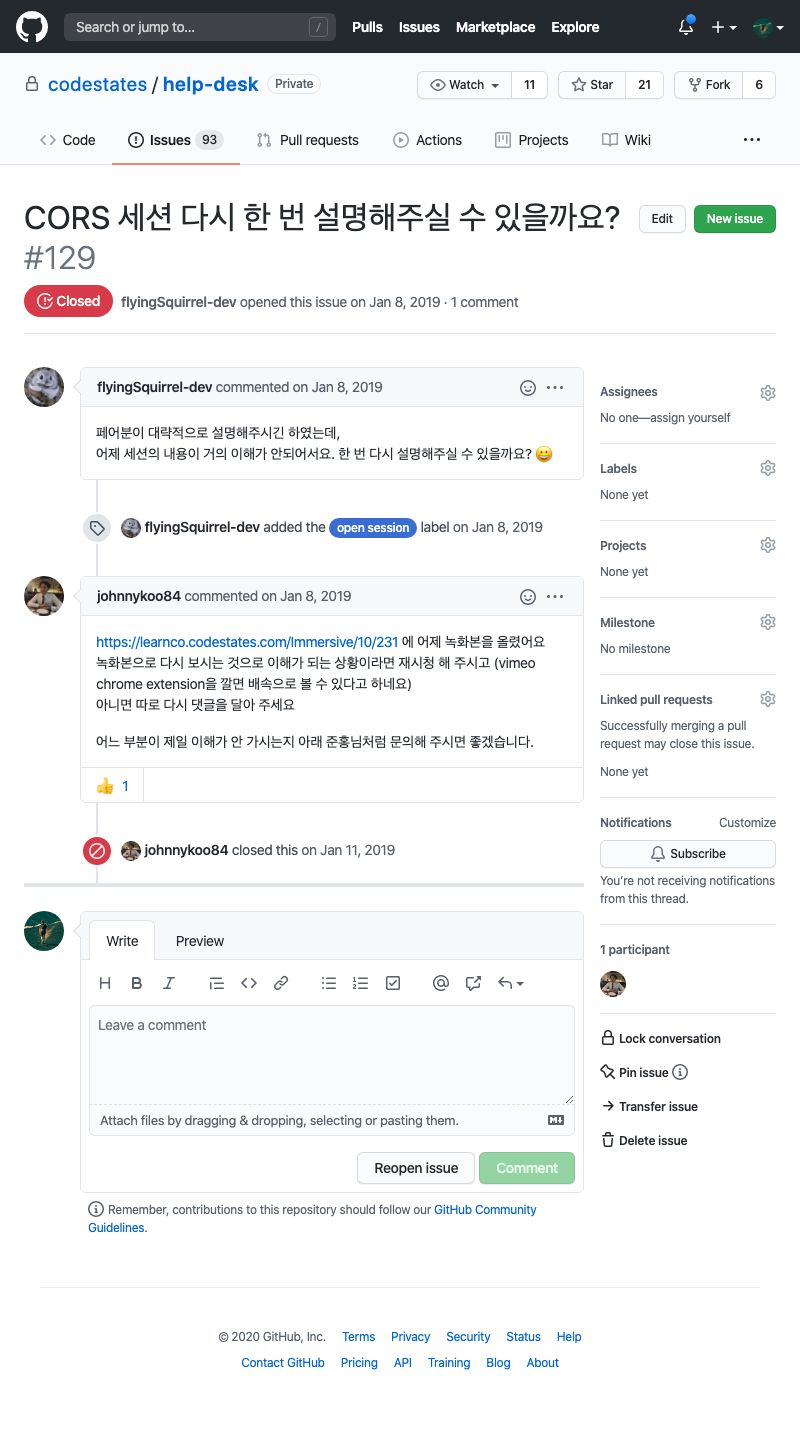 Search or jump to...
/
Pulls
Issues
Marketplace
Explore
codestates / help-desk
Private
Watch
11
Star
21
Fork
6
Code
Issues 93
Pull requests
Actions
Projects
Wiki
CORS 세션 다시 한 번 설명해주실 수 있을까요?
#129
Edit
New issue
Closed
flyingSquirrel-dev opened this issue on Jan 8, 2019 · 1 comment
flyingSquirrel-dev commented on Jan 8, 2019
페어분이 대략적으로 설명해주시긴 하였는데,
어제 세션의 내용이 거의 이해가 안되어서요. 한 번 다시 설명해주실 수 있을까요? 😀
flyingSquirrel-dev added the open session label on Jan 8, 2019
johnnykoo84 commented on Jan 8, 2019
https://learnco.codestates.com/Immersive/10/231 에 어제 녹화본을 올렸어요
녹화본으로 다시 보시는 것으로 이해가 되는 상황이라면 재시청 해 주시고 (vimeo
chrome extension을 깔면 배속으로 볼 수 있다고 하네요)
아니면 따로 다시 댓글을 달아 주세요
어느 부분이 제일 이해가 안 가시는지 아래 준홍님처럼 문의해 주시면 좋겠습니다.
👍 1
johnnykoo84 closed this on Jan 11, 2019
Write
Preview
H B I
Leave a comment
Attach files by dragging & dropping, selecting or pasting them.
Reopen issue
Comment
Remember, contributions to this repository should follow our GitHub Community
Guidelines.
Assignees
No one—assign yourself
Labels
None yet
Projects
None yet
Milestone
No milestone
Linked pull requests
Successfully merging a pull
request may close this issue.
None yet
Notifications
Customize
Subscribe
You're not receiving notifications
from this thread.
1 participant
Lock conversation
Pin issue
Transfer issue
Delete issue
© 2020 GitHub, Inc.
Terms
Privacy
Security
Status
Help
Contact GitHub
Pricing
API
Training
Blog
About